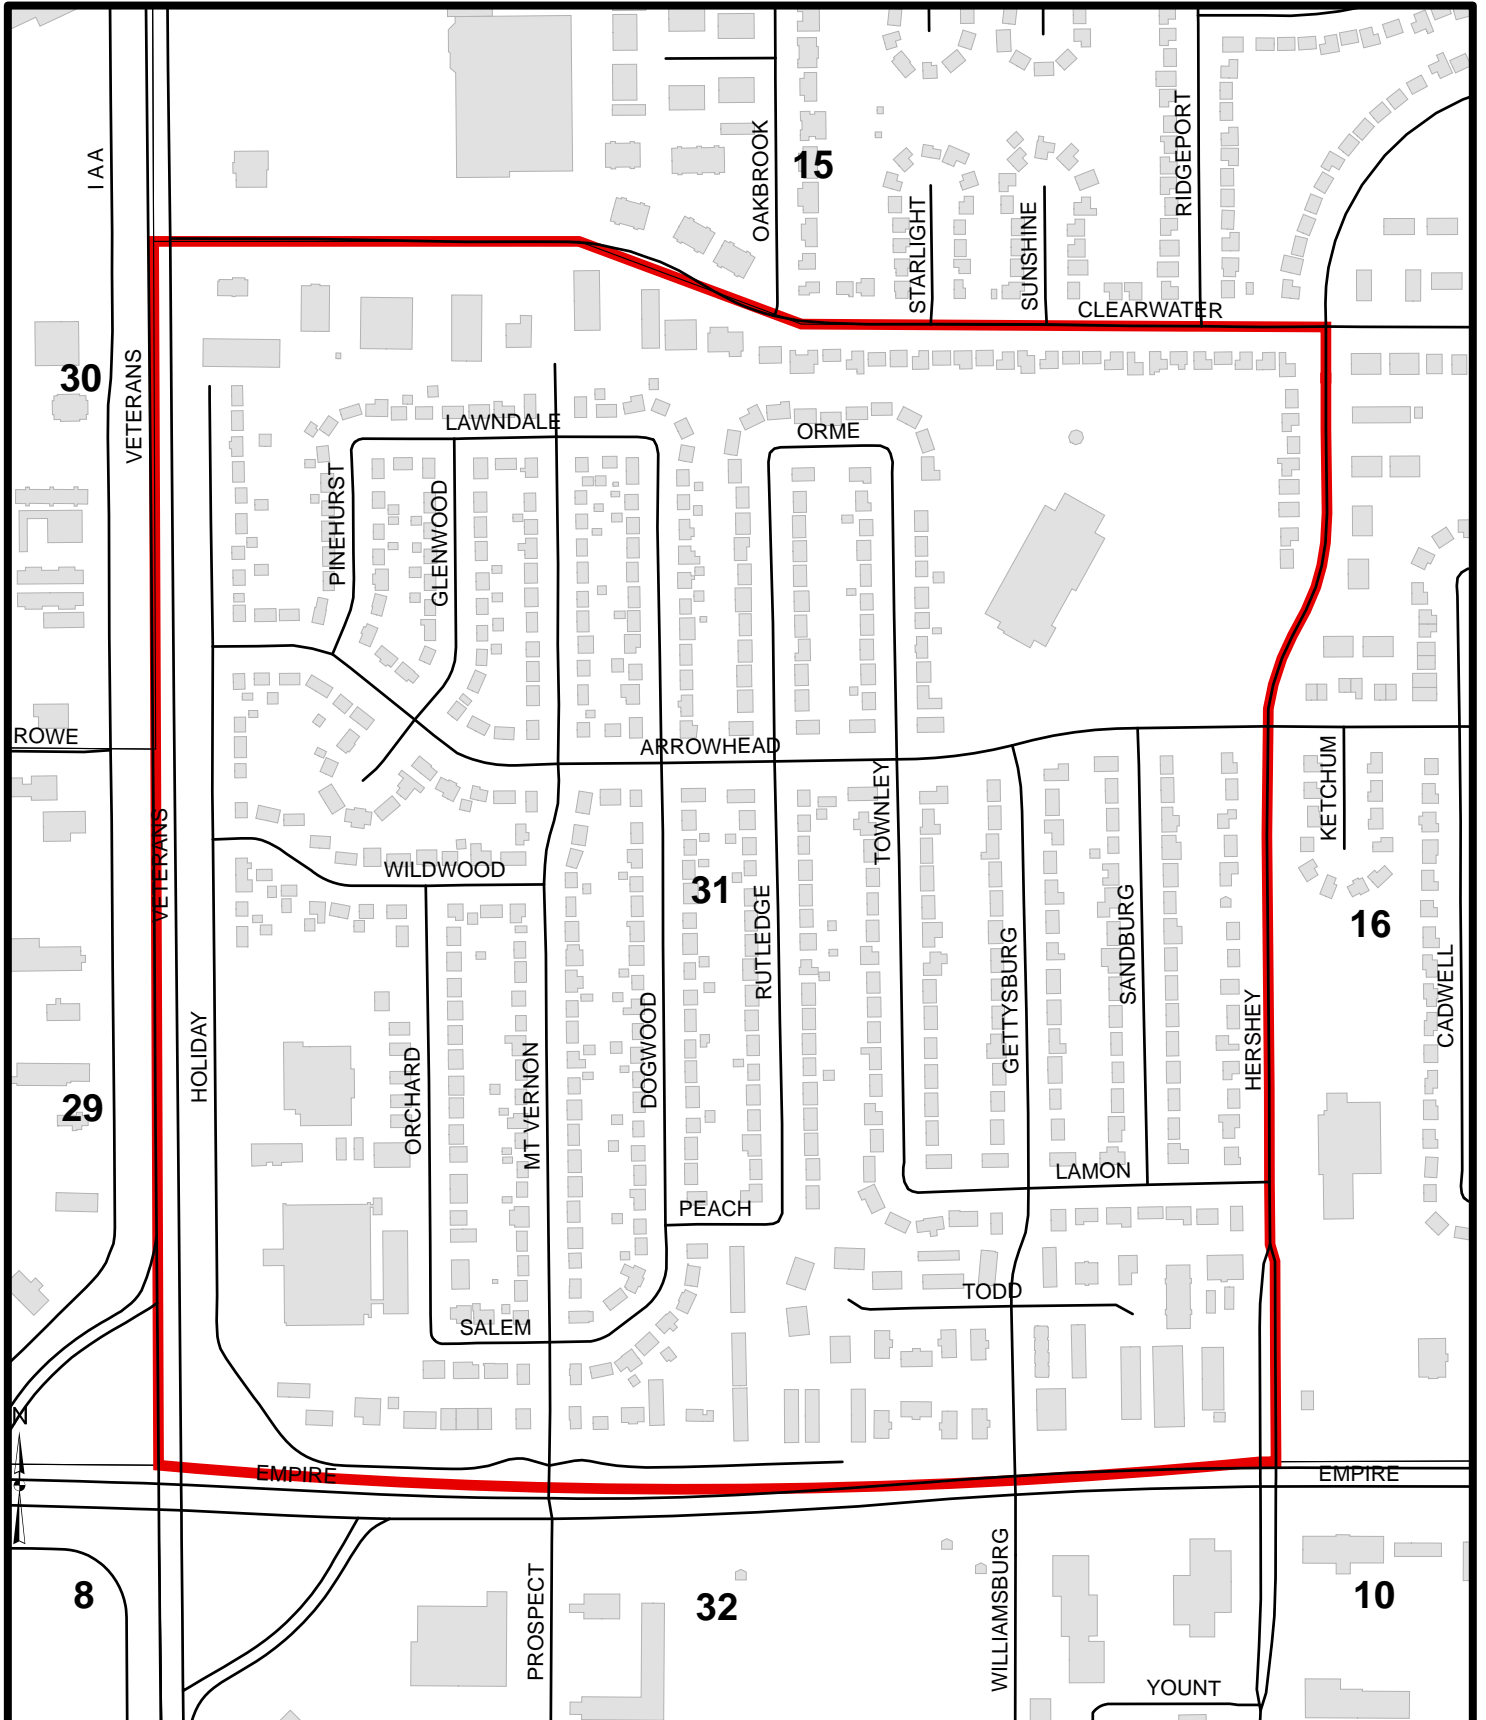 I A A
OAKBROOK
15
RIDGEPORT
STARLIGHT
SUNSHINE
CLEARWATER
30
VETERANS
LAWNDALE
ORME
PINEHURST
GLENWOOD
ROWE
ARROWHEAD
KETCHUM
TOWNLEY
VETERANS
WILDWOOD
31
RUTLEDGE
SANDBURG
16
GETTYSBURG
CADWELL
HERSHEY
DOGWOOD
HOLIDAY
ORCHARD
MT VERNON
29
LAMON
PEACH
TODD
SALEM
N
EMPIRE
EMPIRE
8
PROSPECT
32
WILLIAMSBURG
10
YOUNT